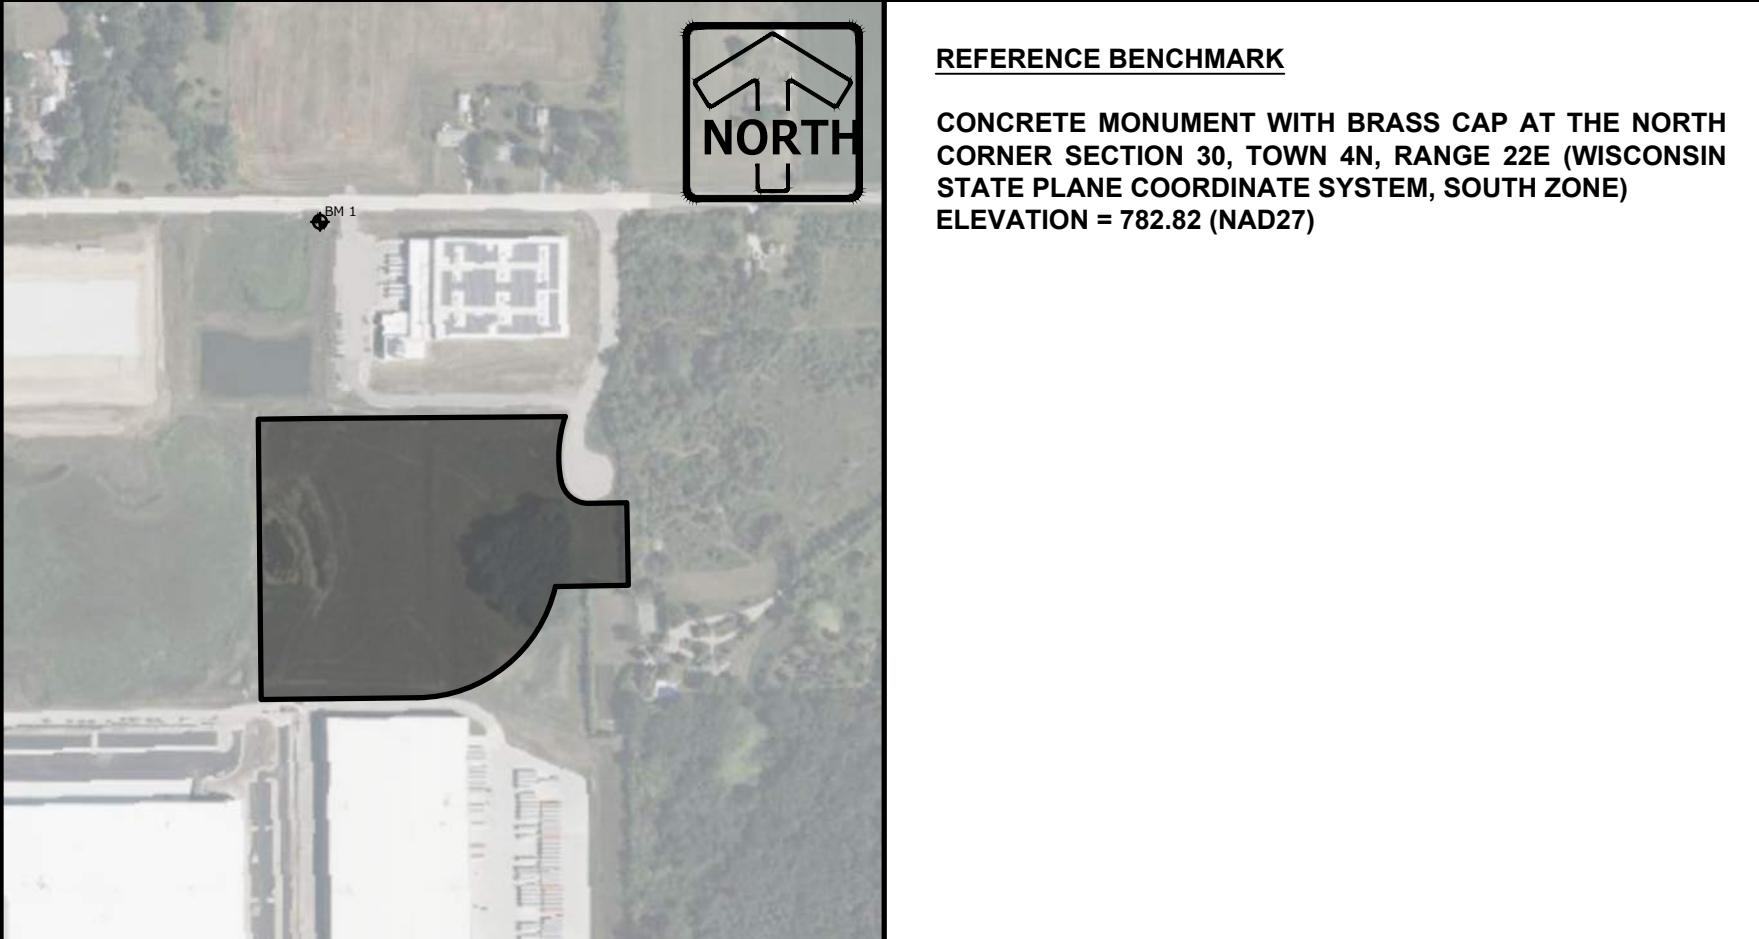 NORTH
BM 1
REFERENCE BENCHMARK
CONCRETE MONUMENT WITH BRASS CAP AT THE NORTH
CORNER SECTION 30, TOWN 4N, RANGE 22E (WISCONSIN
STATE PLANE COORDINATE SYSTEM, SOUTH ZONE)
ELEVATION = 782.82 (NAD27)